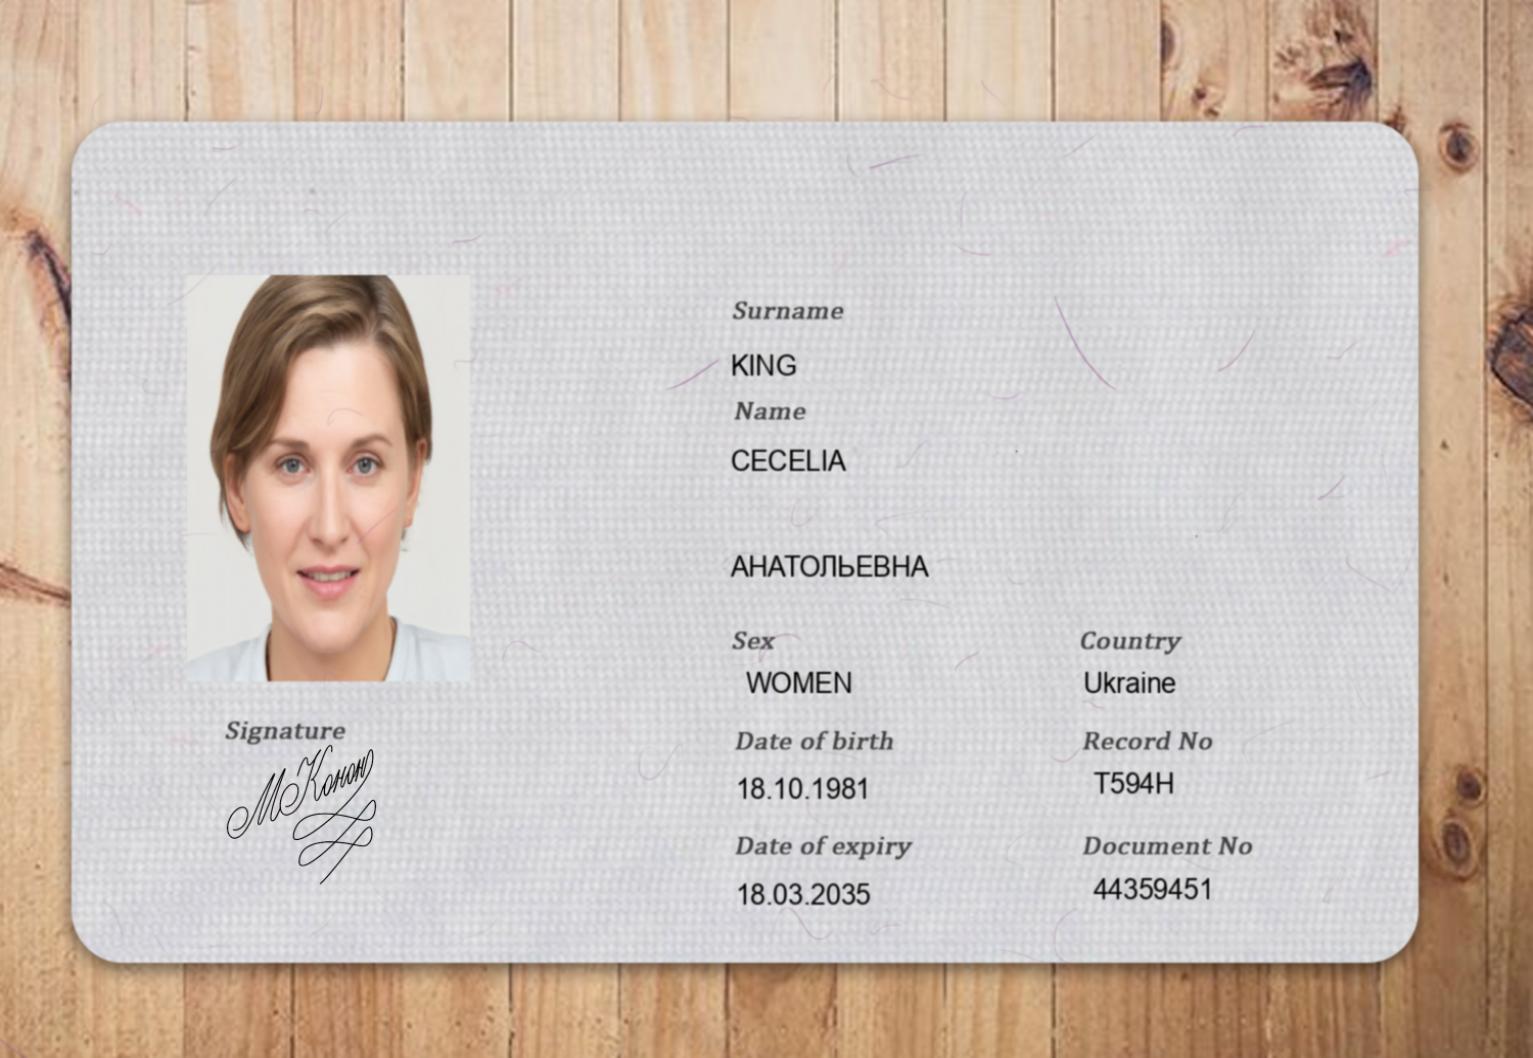 Surname
KING
Name
CECELIA
АНАТОЛЬЕВНА
Sex
WOMEN
Country
Ukraine
Date of birth
18.10.1981
Record No
T594H
Date of expiry
18.03.2035
Document No
44359451
Signature
МКонон